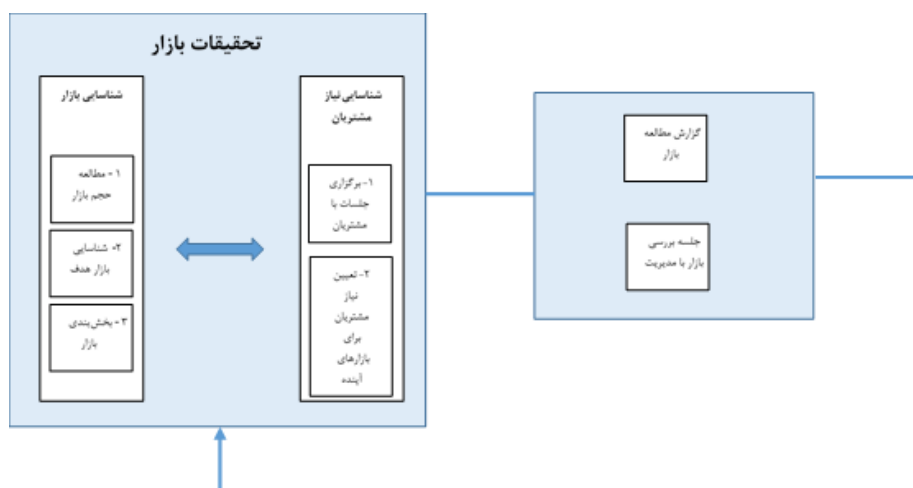 تحقیقات بازار
شناسایی نیاز
مشتریان
۱- برگزاری
جلسات با
مشتریان
۲- تعیین
نیاز
مشتریان
برای
بازارهای
آینده
شناسایی بازار
۱- مطالعه
حجم بازار
۲- شناسایی
بازار هدف
۳- بخش‌بندی
بازار
گزارش مطالعه
بازار
جلسه بررسی
بازار با مدیریت